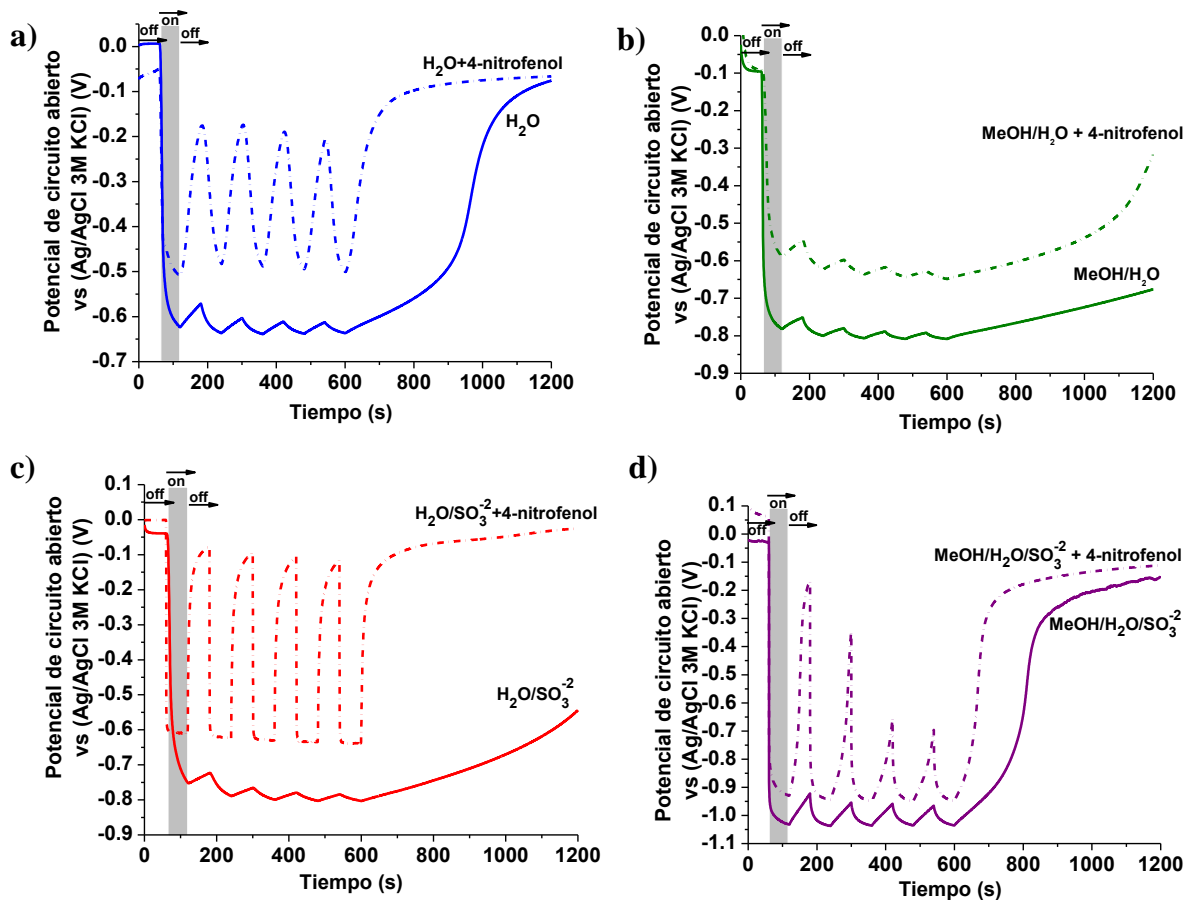 a)
on
off
off
0.0
-0.1
-0.2
-0.3
-0.4
-0.5
-0.6
-0.7
0 200 400 600 800 1000 1200
Tiempo (s)
Potencial de circuito abierto
vs (Ag/AgCl 3M KCl) (V)
H₂O+4-nitrofenol
H₂O
b)
on
off
off
0.0
-0.1
-0.2
-0.3
-0.4
-0.5
-0.6
-0.7
-0.8
-0.9
0 200 400 600 800 1000 1200
Tiempo (s)
Potencial de circuito abierto
vs (Ag/AgCl 3M KCl) (V)
MeOH/H₂O + 4-nitrofenol
MeOH/H₂O
c)
on
off
off
0.1
0.0
-0.1
-0.2
-0.3
-0.4
-0.5
-0.6
-0.7
-0.8
-0.9
0 200 400 600 800 1000 1200
Tiempo (s)
Potencial de circuito abierto
vs (Ag/AgCl 3M KCl) (V)
H₂O/SO₃⁻²+4-nitrofenol
H₂O/SO₃⁻²
d)
on
off
off
0.1
0.0
-0.1
-0.2
-0.3
-0.4
-0.5
-0.6
-0.7
-0.8
-0.9
-1.0
-1.1
0 200 400 600 800 1000 1200
Tiempo (s)
Potencial de circuito abierto
vs (Ag/AgCl 3M KCl) (V)
MeOH/H₂O/SO₃⁻² + 4-nitrofenol
MeOH/H₂O/SO₃⁻²